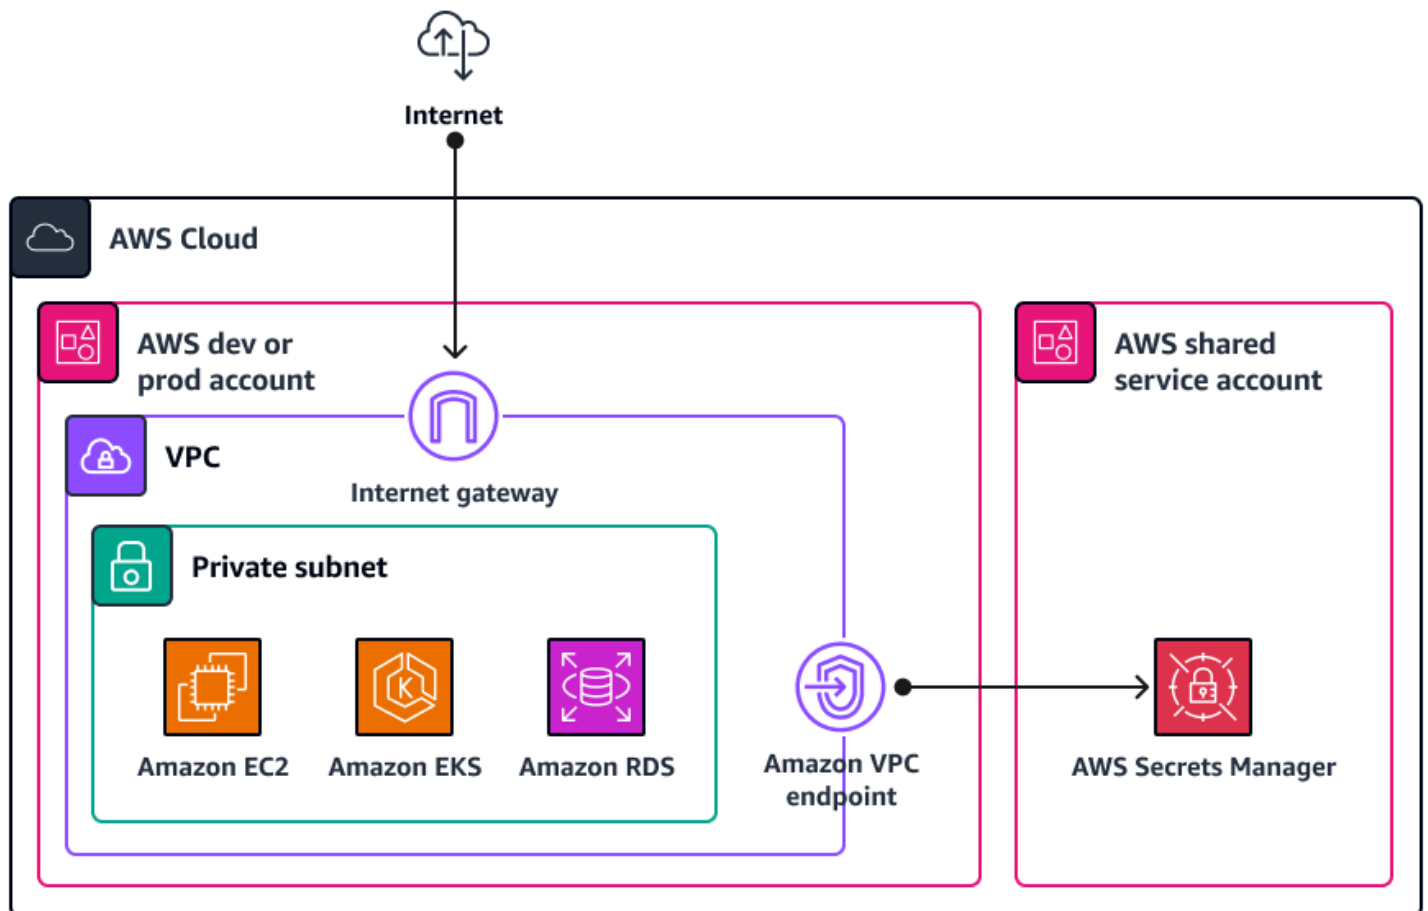 Internet
AWS Cloud
AWS dev or
prod account
AWS shared
service account
VPC
Internet gateway
Private subnet
K
Amazon EC2
Amazon EKS
Amazon RDS
Amazon VPC
endpoint
AWS Secrets Manager